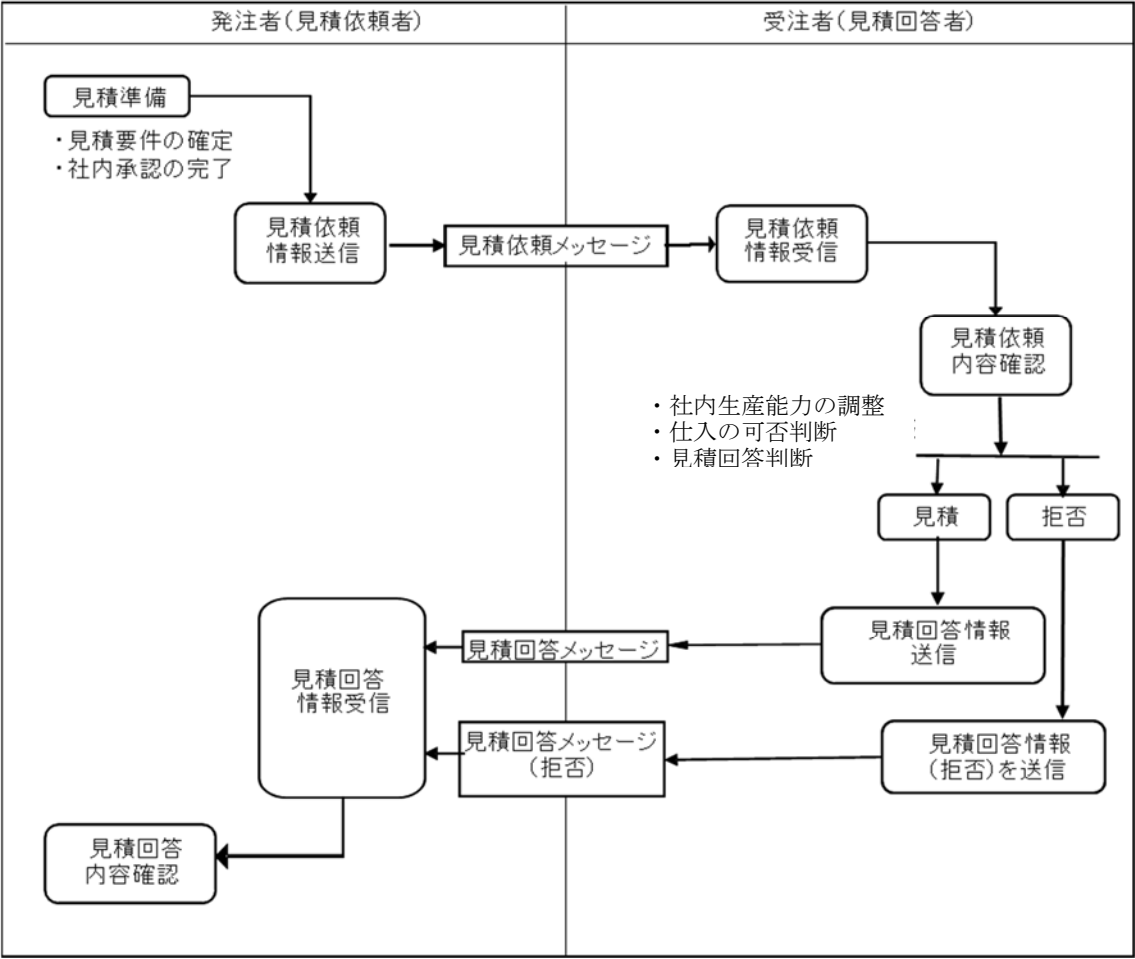 発注者(見積依頼者)
受注者(見積回答者)
見積準備
・見積要件の確定
・社内承認の完了
見積依頼
情報送信
見積依頼メッセージ
見積依頼
情報受信
見積依頼
内容確認
・社内生産能力の調整
・仕入の可否判断
・見積回答判断
見積
拒否
見積回答情報
送信
見積回答メッセージ
見積回答
情報受信
見積回答情報
(拒否)を送信
見積回答メッセージ
(拒否)
見積回答
内容確認